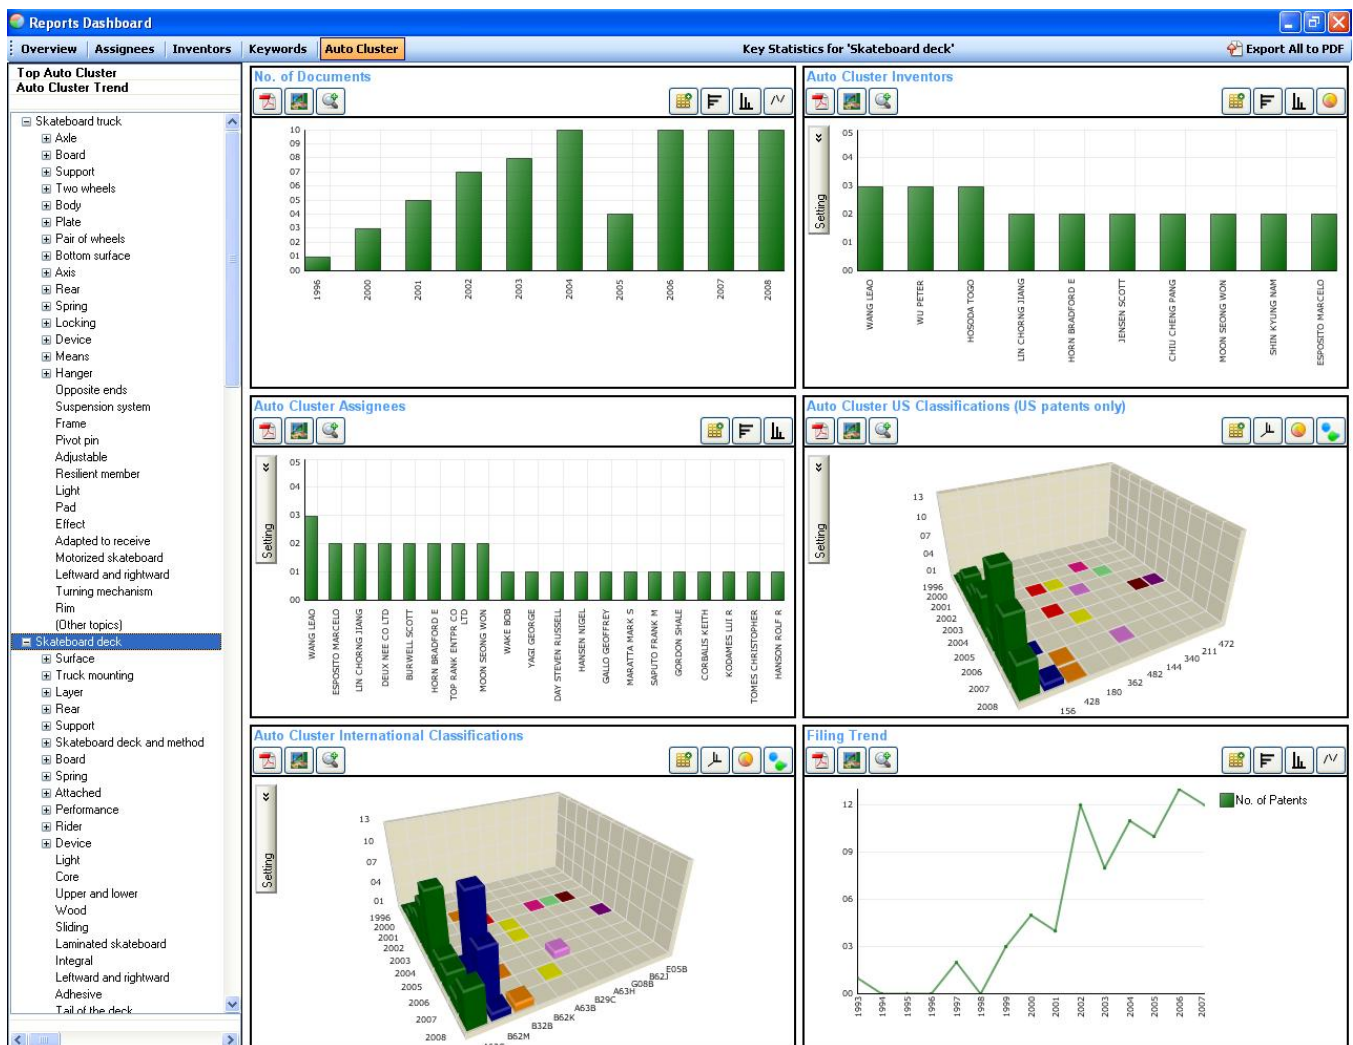 Reports Dashboard
Overview Assignees Inventors Keywords Auto Cluster Key Statistics for 'Skateboard deck' Export All to PDF
Top Auto Cluster
Auto Cluster Trend
Skateboard truck
Axle
Board
Support
Two wheels
Body
Plate
Pair of wheels
Bottom surface
Axis
Rear
Spring
Locking
Device
Means
Hanger
Opposite ends
Suspension system
Frame
Pivot pin
Adjustable
Resilient member
Light
Pad
Effect
Adapted to receive
Motorized skateboard
Leftward and rightward
Turning mechanism
Rim
(Other topics)
Skateboard deck
Surface
Truck mounting
Layer
Rear
Support
Skateboard deck and method
Board
Spring
Attached
Performance
Rider
Device
Light
Core
Upper and lower
Wood
Sliding
Laminated skateboard
Integral
Leftward and rightward
Adhesive
Tail of the deck
No. of Documents
10
09
08
07
06
05
04
03
02
01
00
1996 2000 2001 2002 2003 2004 2005 2006 2007 2008
Auto Cluster Inventors
Setting
05
04
03
02
01
00
WANG LEAO
WU PETER
HOSODA TOGO
LIN CHORNG JIANG
HORN BRADFORD E
JENSEN SCOTT
CHIU CHENG PANG
MOON SEONG WON
SHIN KYUNG NAM
ESPOSITO MARCELO
Auto Cluster Assignees
Setting
05
04
03
02
01
00
WANG LEAO
ESPOSITO MARCELO
LIN CHORNG JIANG
DEUX NEE CO LTD
BURWELL SCOTT
HORN BRADFORD E
TOP RANK ENTPR CO
LTD
MOON SEONG WON
WAKE BOB
YAGI GEORGE
DAY STEVEN RUSSELL
HANSEN NIGEL
GALLO GEOFFREY
MARATTA MARK S
SAPUTO FRANK M
GORDON SHALE
CORBALIS KEITH
KODAMES LUI R
TOMES CHRISTOPHER
HANSON ROLF R
Auto Cluster US Classifications (US patents only)
Setting
13
10
07
04
01
1996
2000
2001
2002
2003
2004
2005
2006
2007
2008
156
428
180
362
482
144
340
211
472
Auto Cluster International Classifications
Setting
13
10
07
04
01
1996
2000
2001
2002
2003
2004
2005
2006
2007
2008
B62M
B32B
B62K
A63B
B29C
A63H
G08B
B62J
E05B
Filing Trend
12
09
06
03
00
1993 1994 1995 1996 1997 1998 1999 2000 2001 2002 2003 2004 2005 2006 2007
No. of Patents